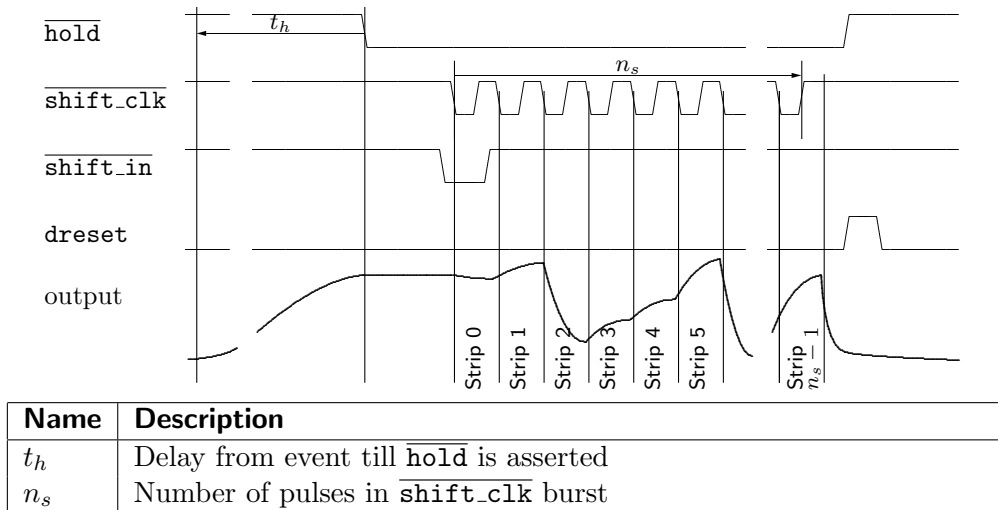 hold
t_h
n_s
shift_clk
shift_in
dreset
output
Strip 0
Strip 1
Strip 2
Strip 3
Strip 4
Strip 5
Strip
n_s − 1
Name Description
t_h Delay from event till hold is asserted
n_s Number of pulses in shift_clk burst